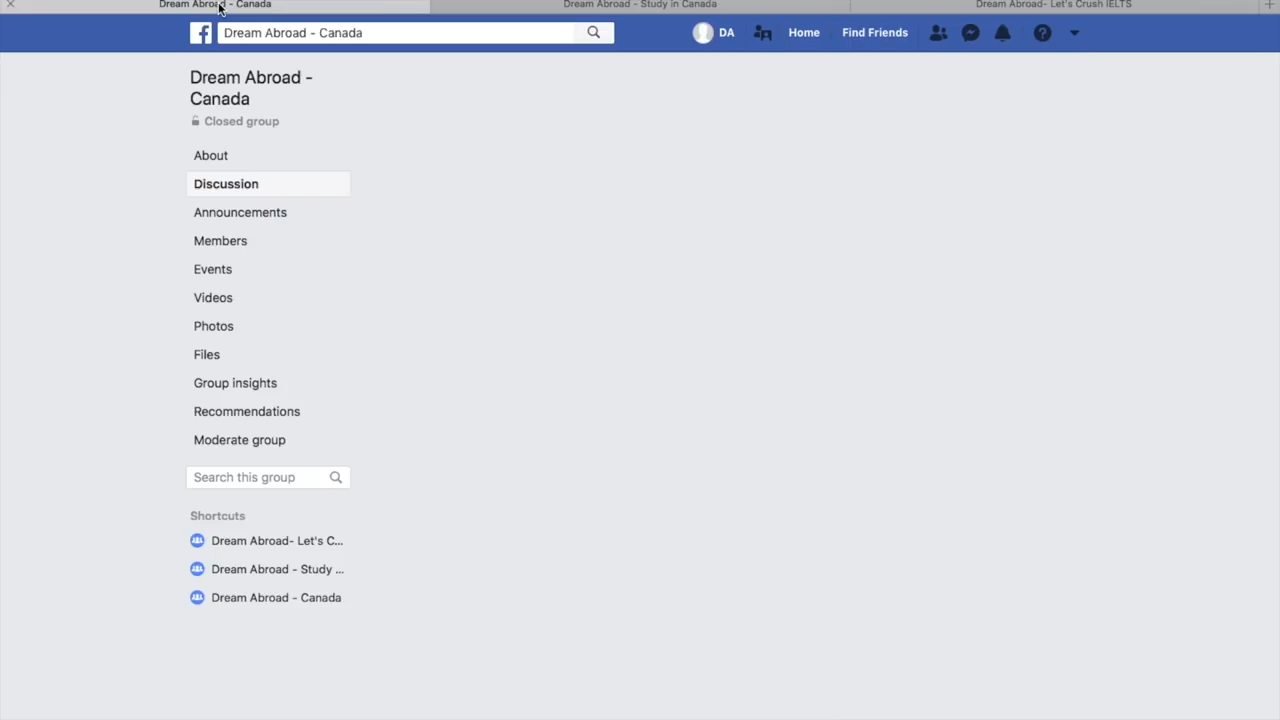 Dream Abroad - Canada
Dream Abroad - Study in Canada
Dream Abroad- Let's Crush IELTS
Dream Abroad - Canada
DA
Home
Find Friends
Dream Abroad -
Canada
Closed group
About
Discussion
Announcements
Members
Events
Videos
Photos
Files
Group insights
Recommendations
Moderate group
Search this group
Shortcuts
Dream Abroad- Let's C...
Dream Abroad - Study ...
Dream Abroad - Canada